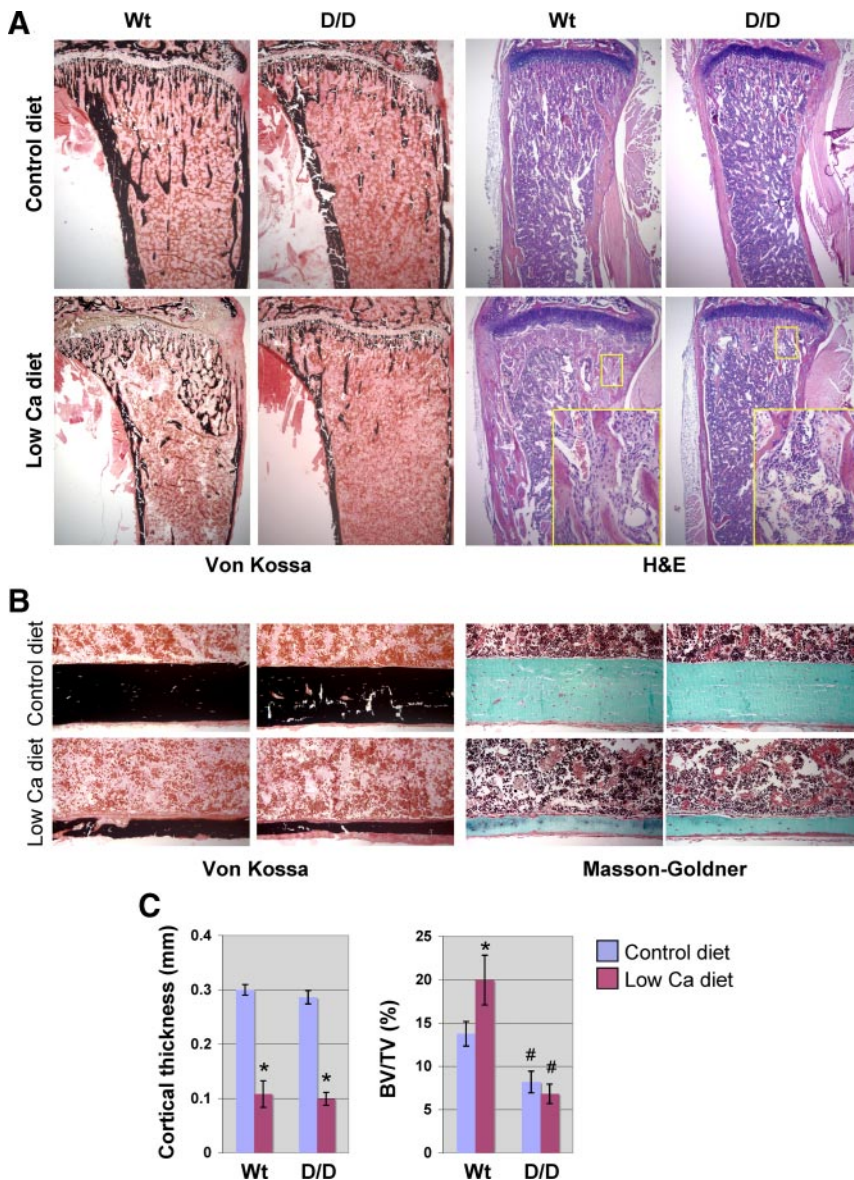 A
Wt D/D Wt D/D
Control diet
Low Ca diet
Von Kossa H&E
B
Control diet
Low Ca diet
Von Kossa Masson-Goldner
C
Cortical thickness (mm)
0.4
0.3
0.2
0.1
0
* *
Wt D/D
BV/TV (%)
25
20
15
10
5
0
*
# #
Wt D/D
Control diet
Low Ca diet